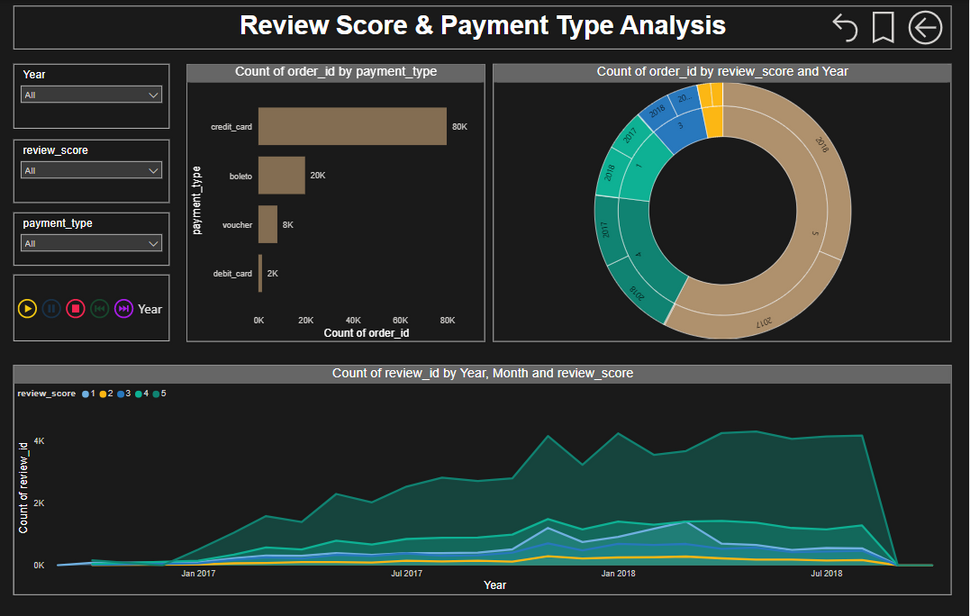 Review Score & Payment Type Analysis
Year
All
review_score
All
payment_type
All
Year
Count of order_id by payment_type
payment_type
credit_card
80K
boleto
20K
voucher
8K
debit_card
2K
0K 20K 40K 60K 80K
Count of order_id
Count of order_id by review_score and Year
2018
5
2017
2018
4
2017
2018
1
2017
2018
3
20...
Count of review_id by Year, Month and review_score
review_score 1 2 3 4 5
Count of review_id
4K
2K
0K
Jan 2017 Jul 2017 Jan 2018 Jul 2018
Year